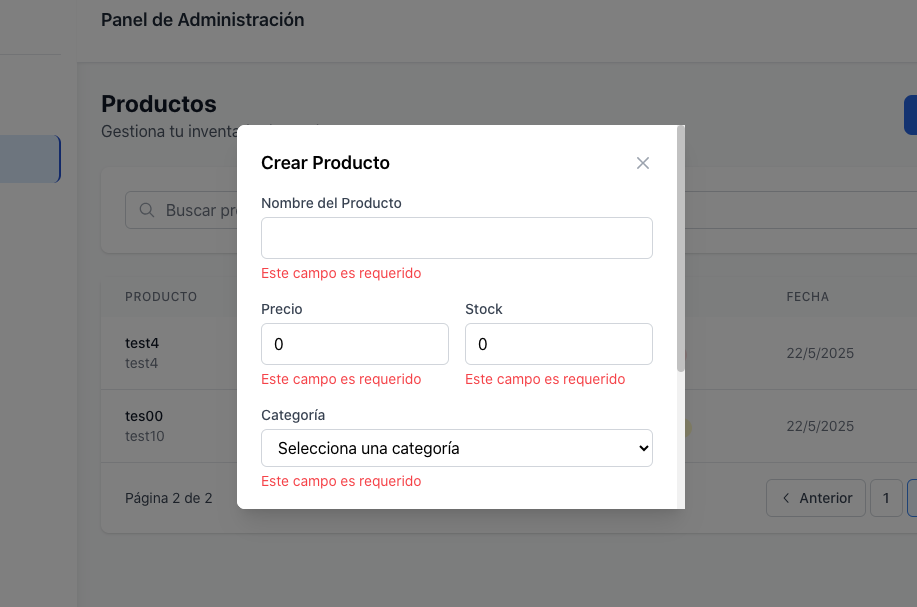 Panel de Administración
Productos
Gestiona tu inventa
Crear Producto
Nombre del Producto
Este campo es requerido
Precio
Stock
0
0
Este campo es requerido
Este campo es requerido
Categoría
Selecciona una categoría
Este campo es requerido
Buscar pr
PRODUCTO
FECHA
test4
test4
22/5/2025
tes00
test10
22/5/2025
Página 2 de 2
Anterior
1